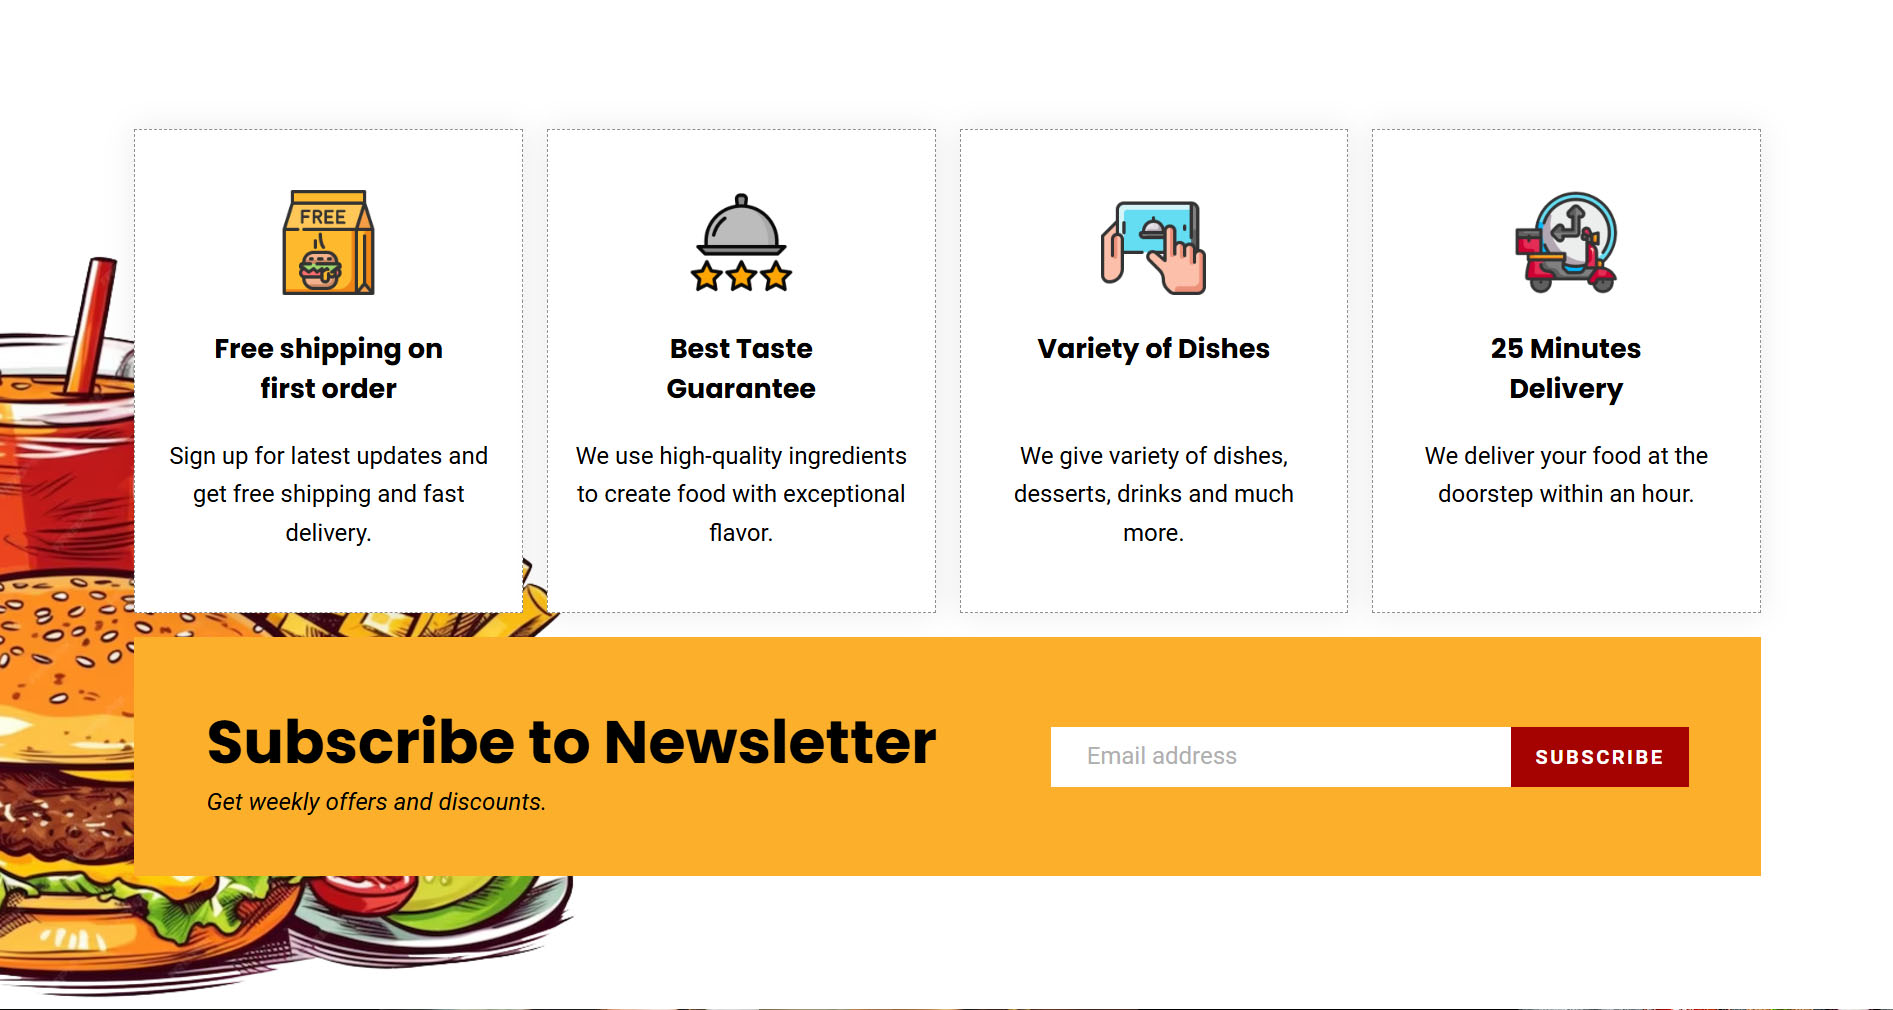 FREE
Free shipping on
first order
Sign up for latest updates and
get free shipping and fast
delivery.
Best Taste
Guarantee
We use high-quality ingredients
to create food with exceptional
flavor.
Variety of Dishes
We give variety of dishes,
desserts, drinks and much
more.
25 Minutes
Delivery
We deliver your food at the
doorstep within an hour.
Subscribe to Newsletter
Get weekly offers and discounts.
Email address
SUBSCRIBE